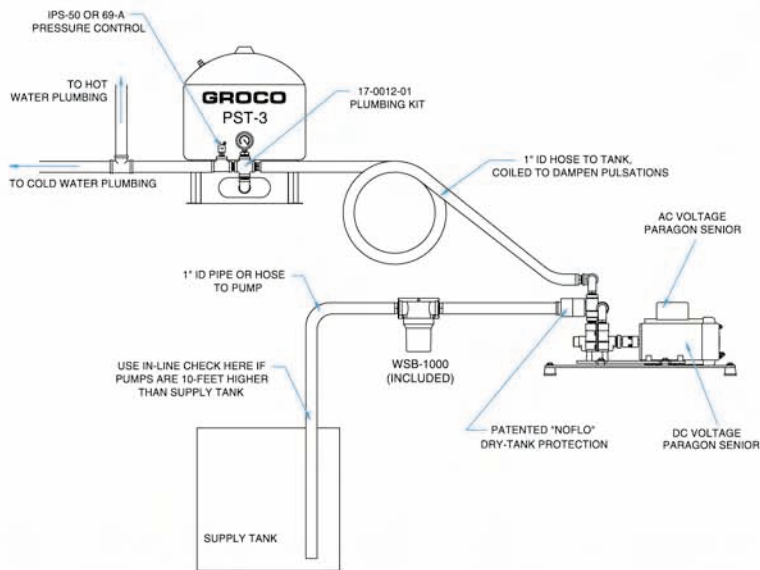 IPS-50 OR 69-A
PRESSURE CONTROL
TO HOT
WATER PLUMBING
GROCO
PST-3
17-0012-01
PLUMBING KIT
TO COLD WATER PLUMBING
1" ID HOSE TO TANK,
COILED TO DAMPEN PULSATIONS
AC VOLTAGE
PARAGON SENIOR
1" ID PIPE OR HOSE
TO PUMP
USE IN-LINE CHECK HERE IF
PUMPS ARE 10-FEET HIGHER
THAN SUPPLY TANK
WSB-1000
(INCLUDED)
PATENTED "NOFLO"
DRY-TANK PROTECTION
DC VOLTAGE
PARAGON SENIOR
SUPPLY TANK